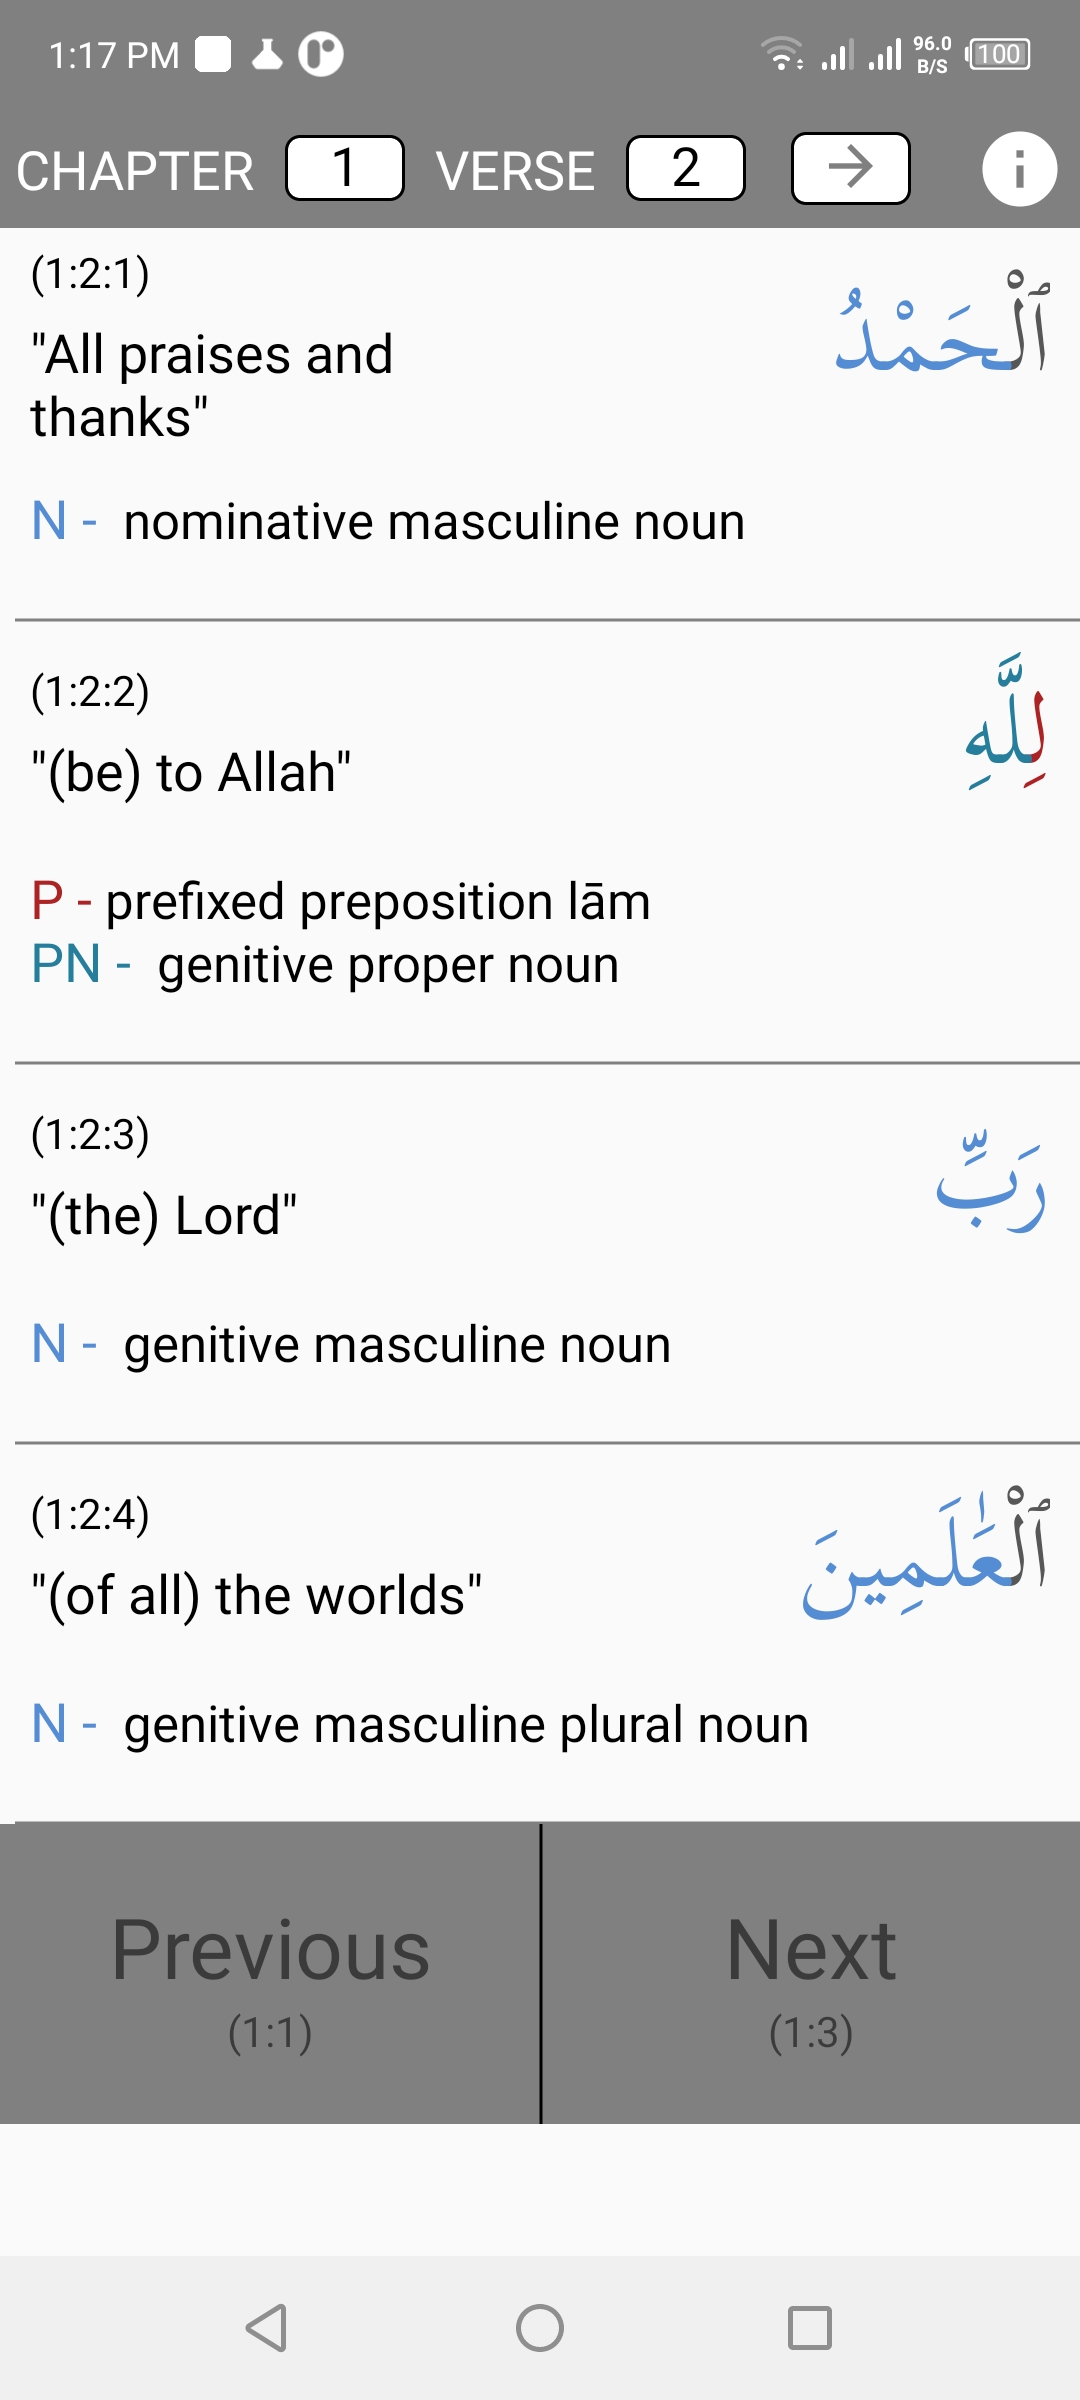 1:17 PM
96.0
B/S
100
CHAPTER 1 VERSE 2
(1:2:1)
ٱلْحَمْدُ
"All praises and
thanks"
N - nominative masculine noun
(1:2:2)
لِلَّهِ
"(be) to Allah"
P - prefixed preposition lām
PN - genitive proper noun
(1:2:3)
رَبِّ
"(the) Lord"
N - genitive masculine noun
(1:2:4)
ٱلْعَٰلَمِينَ
"(of all) the worlds"
N - genitive masculine plural noun
Previous
(1:1)
Next
(1:3)